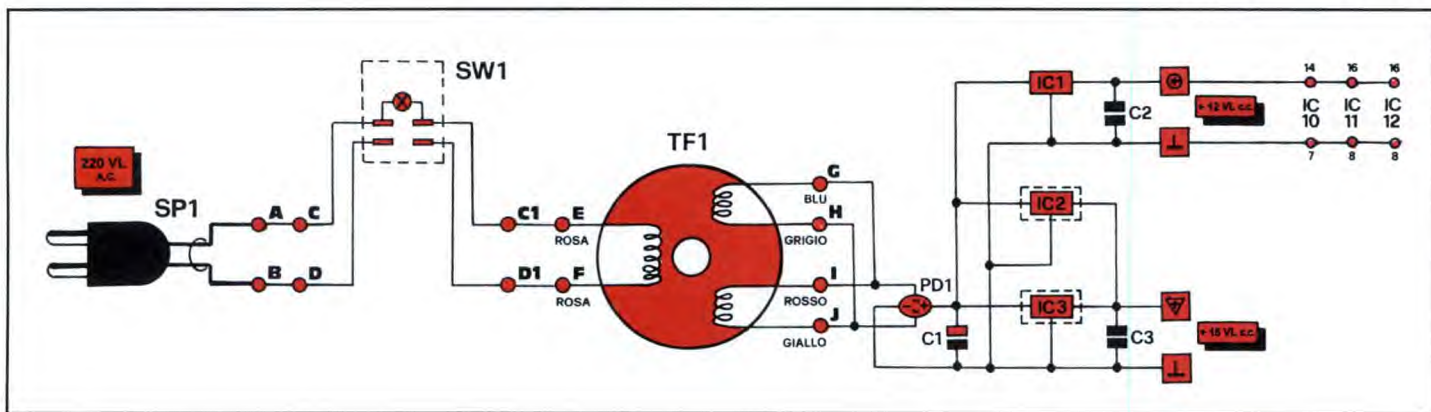 220 VL
A.C.
SP1
A
C
B
D
SW1
C1
E
ROSA
D1
F
ROSA
TF1
G
BLU
H
GRIGIO
I
ROSSO
J
GIALLO
PD1
C1
IC1
C2
+ 12 VL c.c.
14
16
16
IC
10
IC
11
IC
12
7
8
8
IC2
IC3
C3
+ 15 VL c.c.